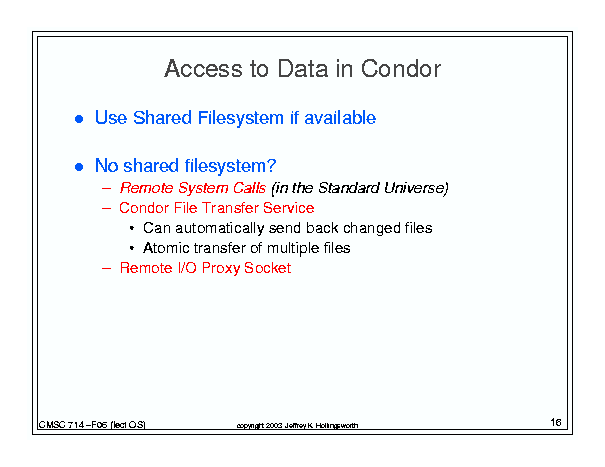 Access to Data in Condor
● Use Shared Filesystem if available
● No shared filesystem?
– Remote System Calls (in the Standard Universe)
– Condor File Transfer Service
• Can automatically send back changed files
• Atomic transfer of multiple files
– Remote I/O Proxy Socket
CMSC 714 –F06 (lect OS)
copyright 2003 Jeffrey K. Hollingsworth
16